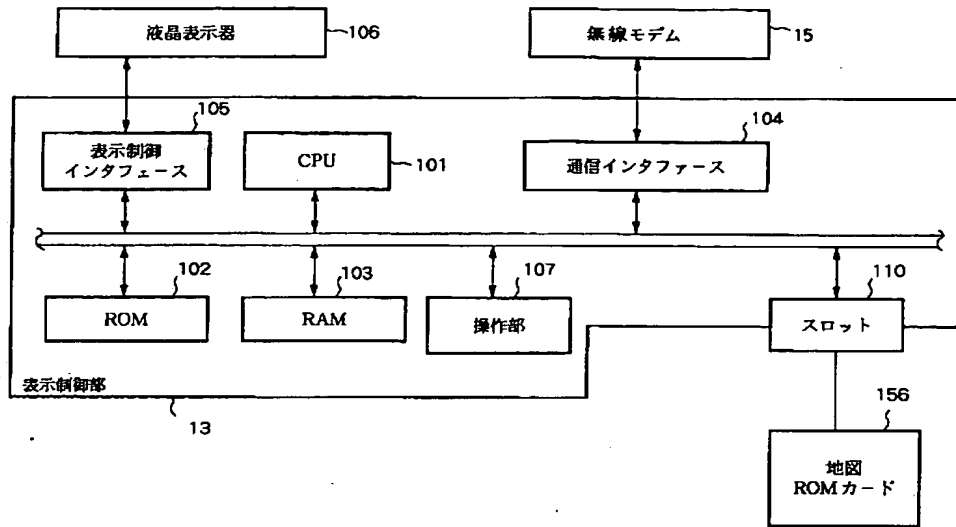 液晶表示器
106
無線モデム
15
105
表示制御
インタフェース
CPU
101
104
通信インタファース
102
ROM
103
RAM
107
操作部
110
スロット
表示制御部
13
156
地図
ROMカード